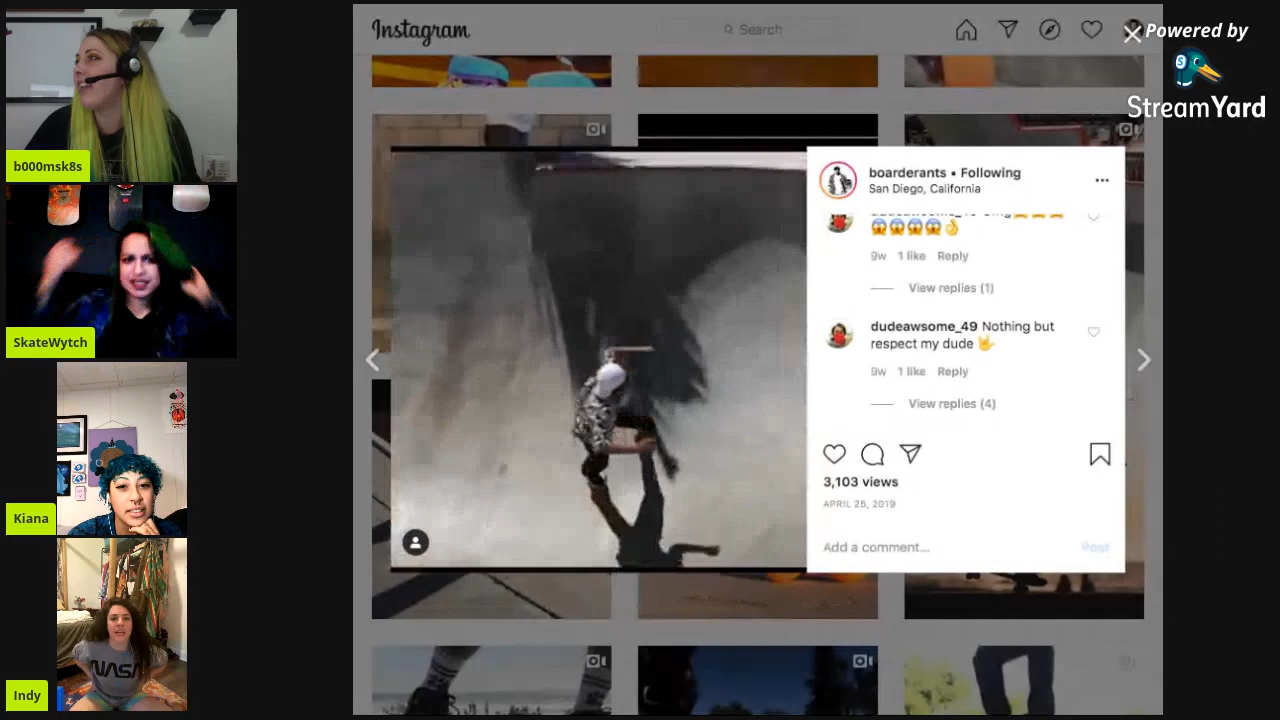 Instagram
Search
Powered by
StreamYard
b000msk8s
SkateWytch
Kiana
Indy
NASA
boarderants • Following
San Diego, California
😱😱😱😱👌
9w 1 like Reply
View replies (1)
dudeawsome_49 Nothing but
respect my dude 🤟
9w 1 like Reply
View replies (4)
3,103 views
APRIL 25, 2019
Add a comment...
Post